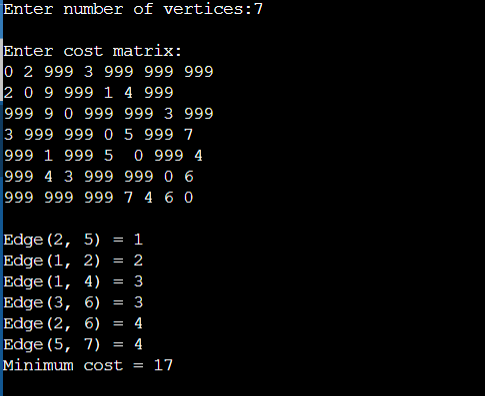 Enter number of vertices:7
Enter cost matrix:
0 2 999 3 999 999 999
2 0 9 999 1 4 999
999 9 0 999 999 3 999
3 999 999 0 5 999 7
999 1 999 5  0 999 4
999 4 3 999 999 0 6
999 999 999 7 4 6 0
Edge(2, 5) = 1
Edge(1, 2) = 2
Edge(1, 4) = 3
Edge(3, 6) = 3
Edge(2, 6) = 4
Edge(5, 7) = 4
Minimum cost = 17